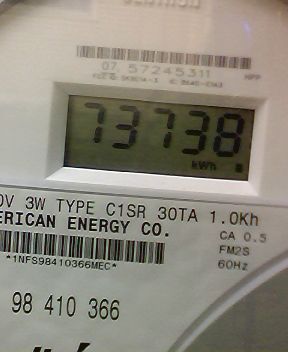 07 57245311
HPP
73738
kWh
0V 3W TYPE C1SR 30TA 1.0Kh
ERICAN ENERGY CO.
CA 0.5
FM2S
*1NFS98410366MEC*
60Hz
98 410 366